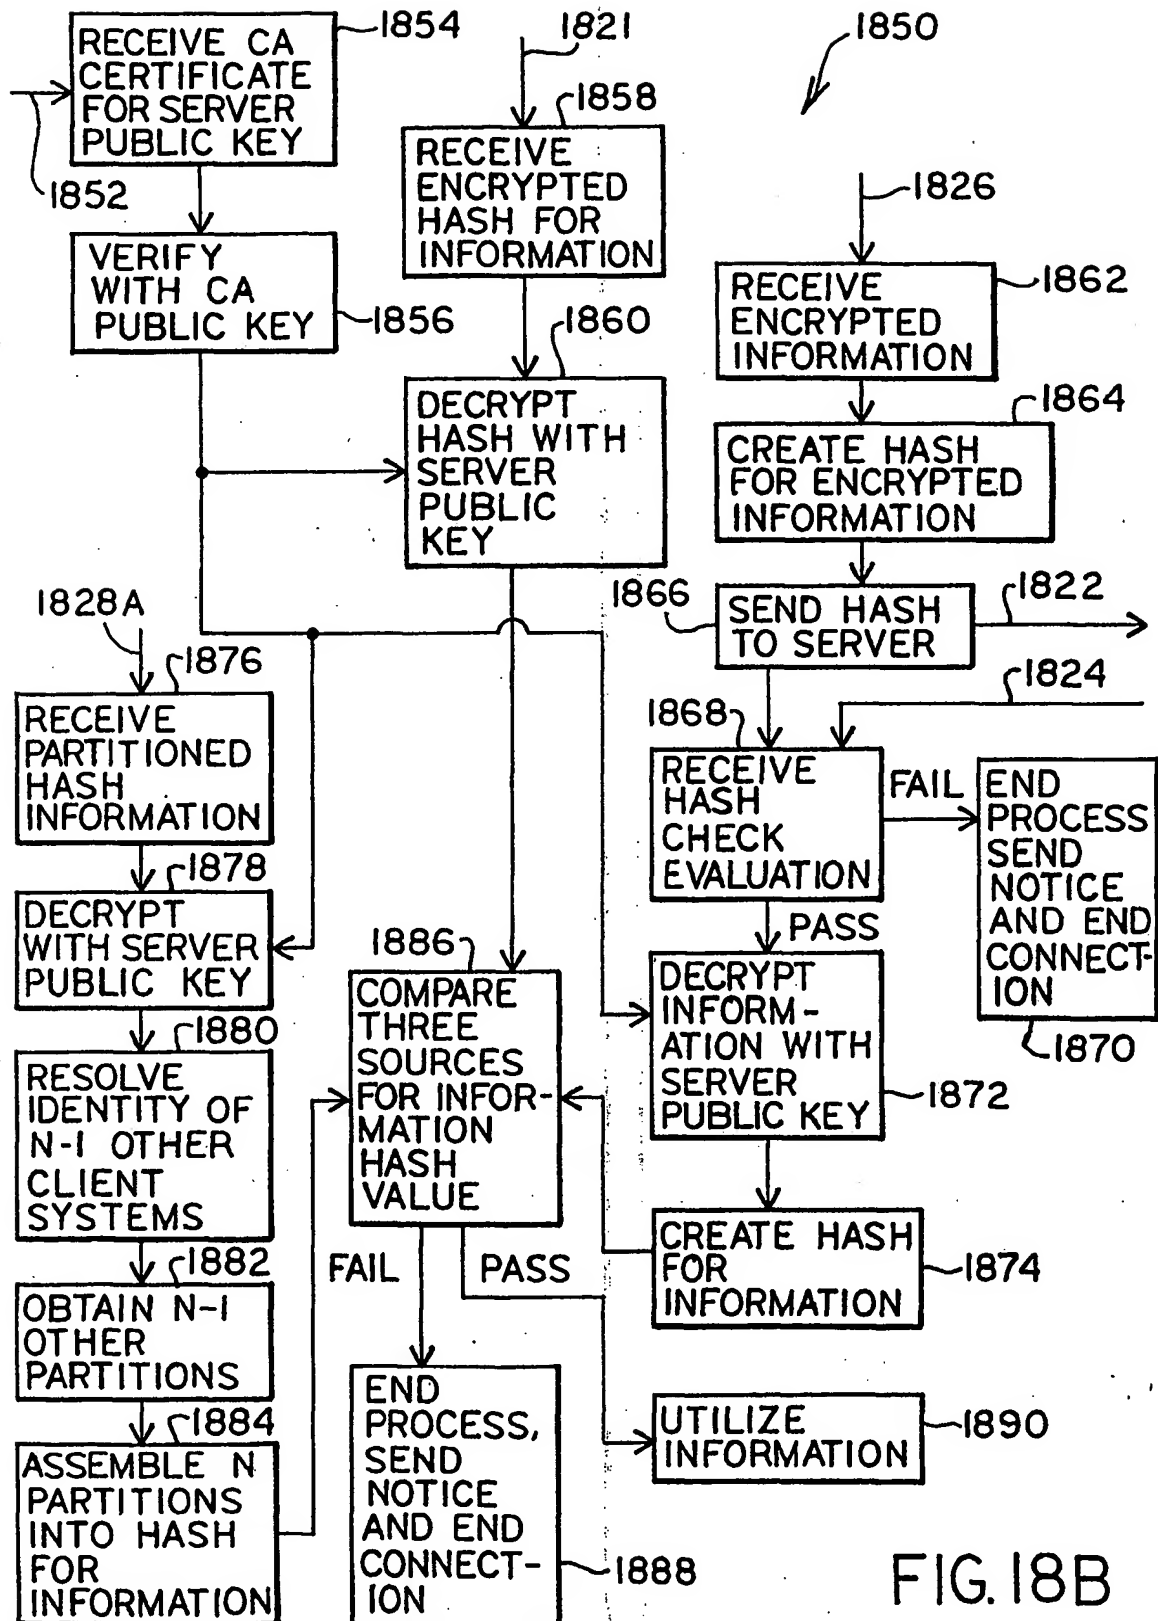 1854
RECEIVE CA
CERTIFICATE
FOR SERVER
PUBLIC KEY
1852
VERIFY
WITH CA
PUBLIC KEY
1856
1821
1858
RECEIVE
ENCRYPTED
HASH FOR
INFORMATION
1860
DECRYPT
HASH WITH
SERVER
PUBLIC
KEY
1850
1826
1862
RECEIVE
ENCRYPTED
INFORMATION
1864
CREATE HASH
FOR ENCRYPTED
INFORMATION
1866
SEND HASH
TO SERVER
1822
1824
1868
RECEIVE
HASH
CHECK
EVALUATION
FAIL
END
PROCESS
SEND
NOTICE
AND END
CONNECT-
ION
1870
PASS
DECRYPT
INFORM-
ATION WITH
SERVER
PUBLIC KEY
1872
CREATE HASH
FOR
INFORMATION
1874
1828A
1876
RECEIVE
PARTITIONED
HASH
INFORMATION
1878
DECRYPT
WITH SERVER
PUBLIC KEY
1880
RESOLVE
IDENTITY OF
N-1 OTHER
CLIENT
SYSTEMS
1882
OBTAIN N-1
OTHER
PARTITIONS
1884
ASSEMBLE N
PARTITIONS
INTO HASH
FOR
INFORMATION
1886
COMPARE
THREE
SOURCES
FOR INFOR-
MATION
HASH
VALUE
FAIL
PASS
END
PROCESS,
SEND
NOTICE
AND END
CONNECT-
ION
1888
UTILIZE
INFORMATION
1890
FIG. 18B